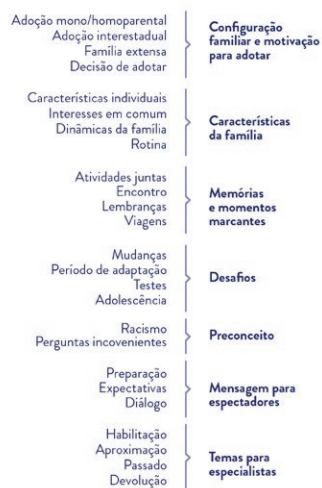 Adoção mono/homoparental
Adoção interestadual
Família extensa
Decisão de adotar
Configuração
familiar e motivação
para adotar
Características individuais
Interesses em comum
Dinâmicas da família
Rotina
Características
da família
Atividades juntas
Encontro
Lembranças
Viagens
Memórias
e momentos
marcantes
Mudanças
Período de adaptação
Testes
Adolescência
Desafios
Racismo
Perguntas incovenientes
Preconceito
Preparação
Expectativas
Diálogo
Mensagem para
espectadores
Habilitação
Aproximação
Passado
Devolução
Temas para
especialistas